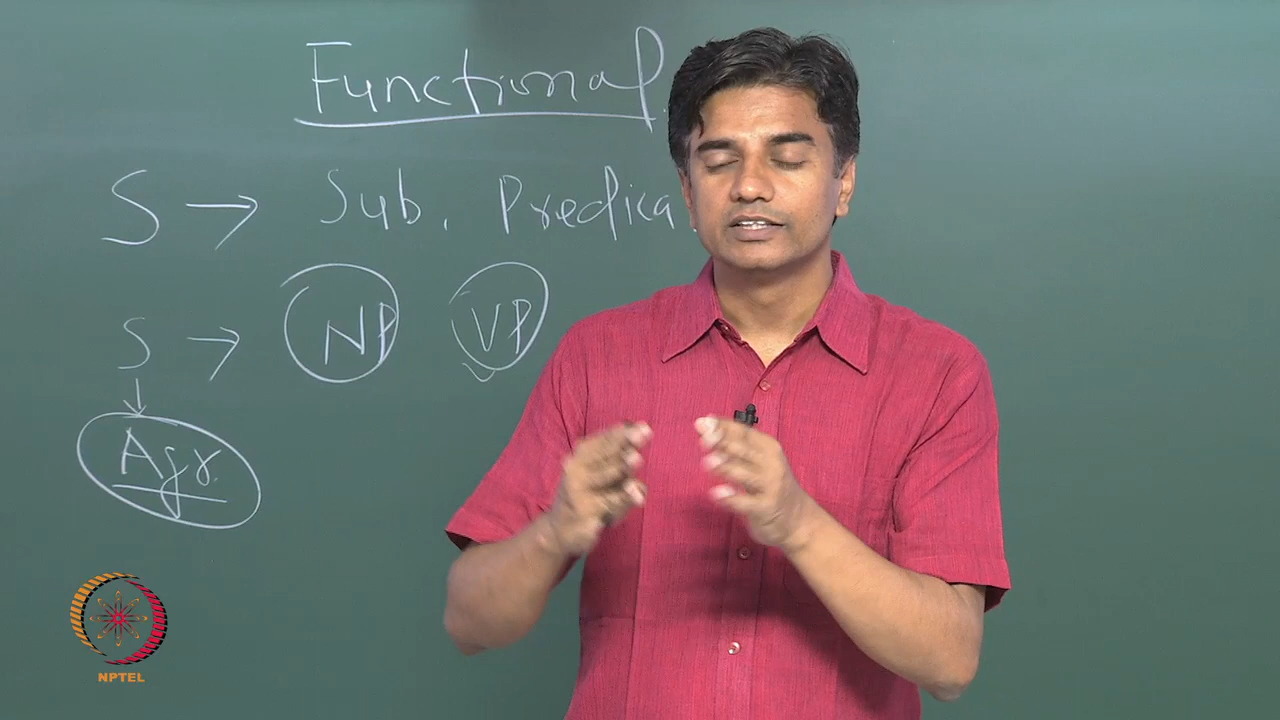 Functional
S → Sub. Predica
S → NP VP
↓
Agr.
NPTEL